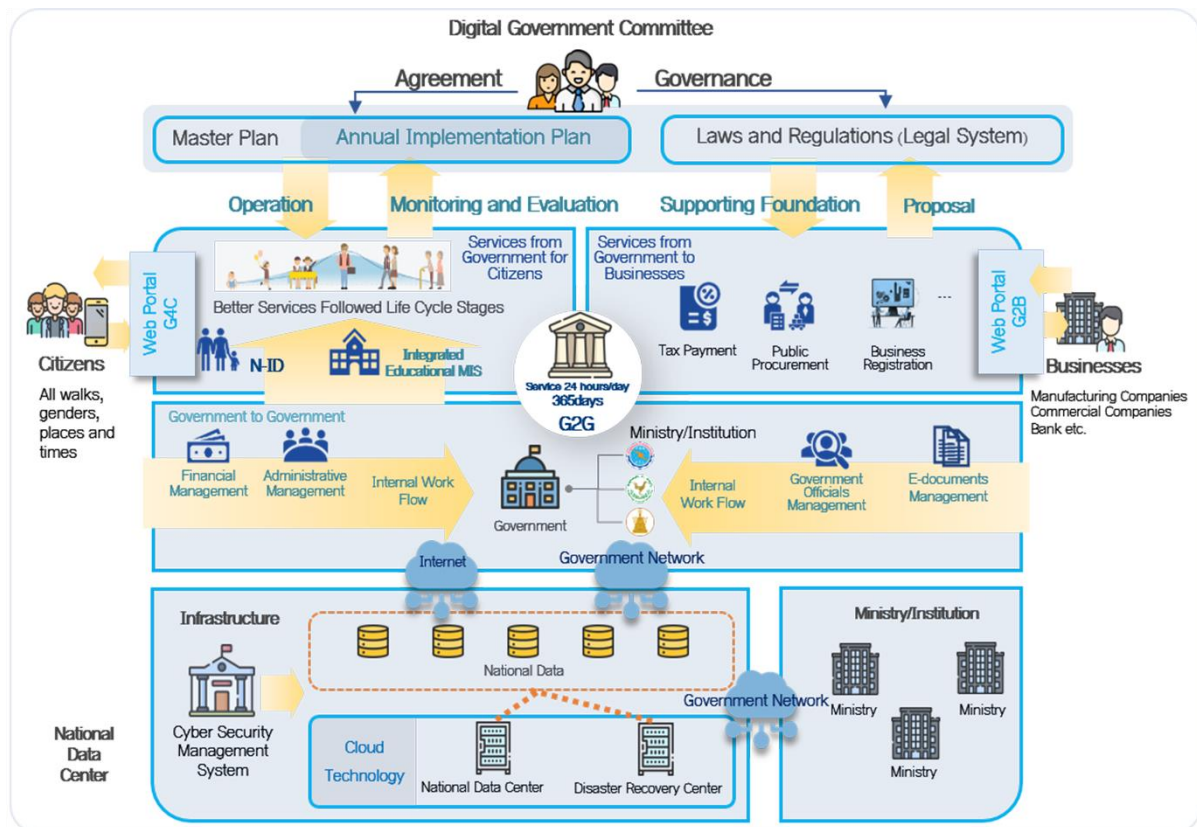 Digital Government Committee
Agreement
Governance
Master Plan
Annual Implementation Plan
Laws and Regulations (Legal System)
Operation
Monitoring and Evaluation
Supporting Foundation
Proposal
Web Portal
G4C
Services from
Government for
Citizens
Better Services Followed Life Cycle Stages
N-ID
Integrated
Educational MIS
Services from
Government to
Businesses
Tax Payment
Public
Procurement
Business
Registration
...
Web Portal
G2B
Citizens
All walks,
genders,
places and
times
Businesses
Manufacturing Companies
Commercial Companies
Bank etc.
Service 24 hours/day
365days
G2G
Government to Government
Financial
Management
Administrative
Management
Internal Work
Flow
Government
Ministry/Institution
Internal
Work Flow
Government
Officials
Management
E-documents
Management
Internet
Government Network
Infrastructure
Cyber Security
Management
System
National Data
Cloud
Technology
National Data Center
Disaster Recovery Center
Government Network
Ministry/Institution
Ministry
Ministry
Ministry
National
Data
Center